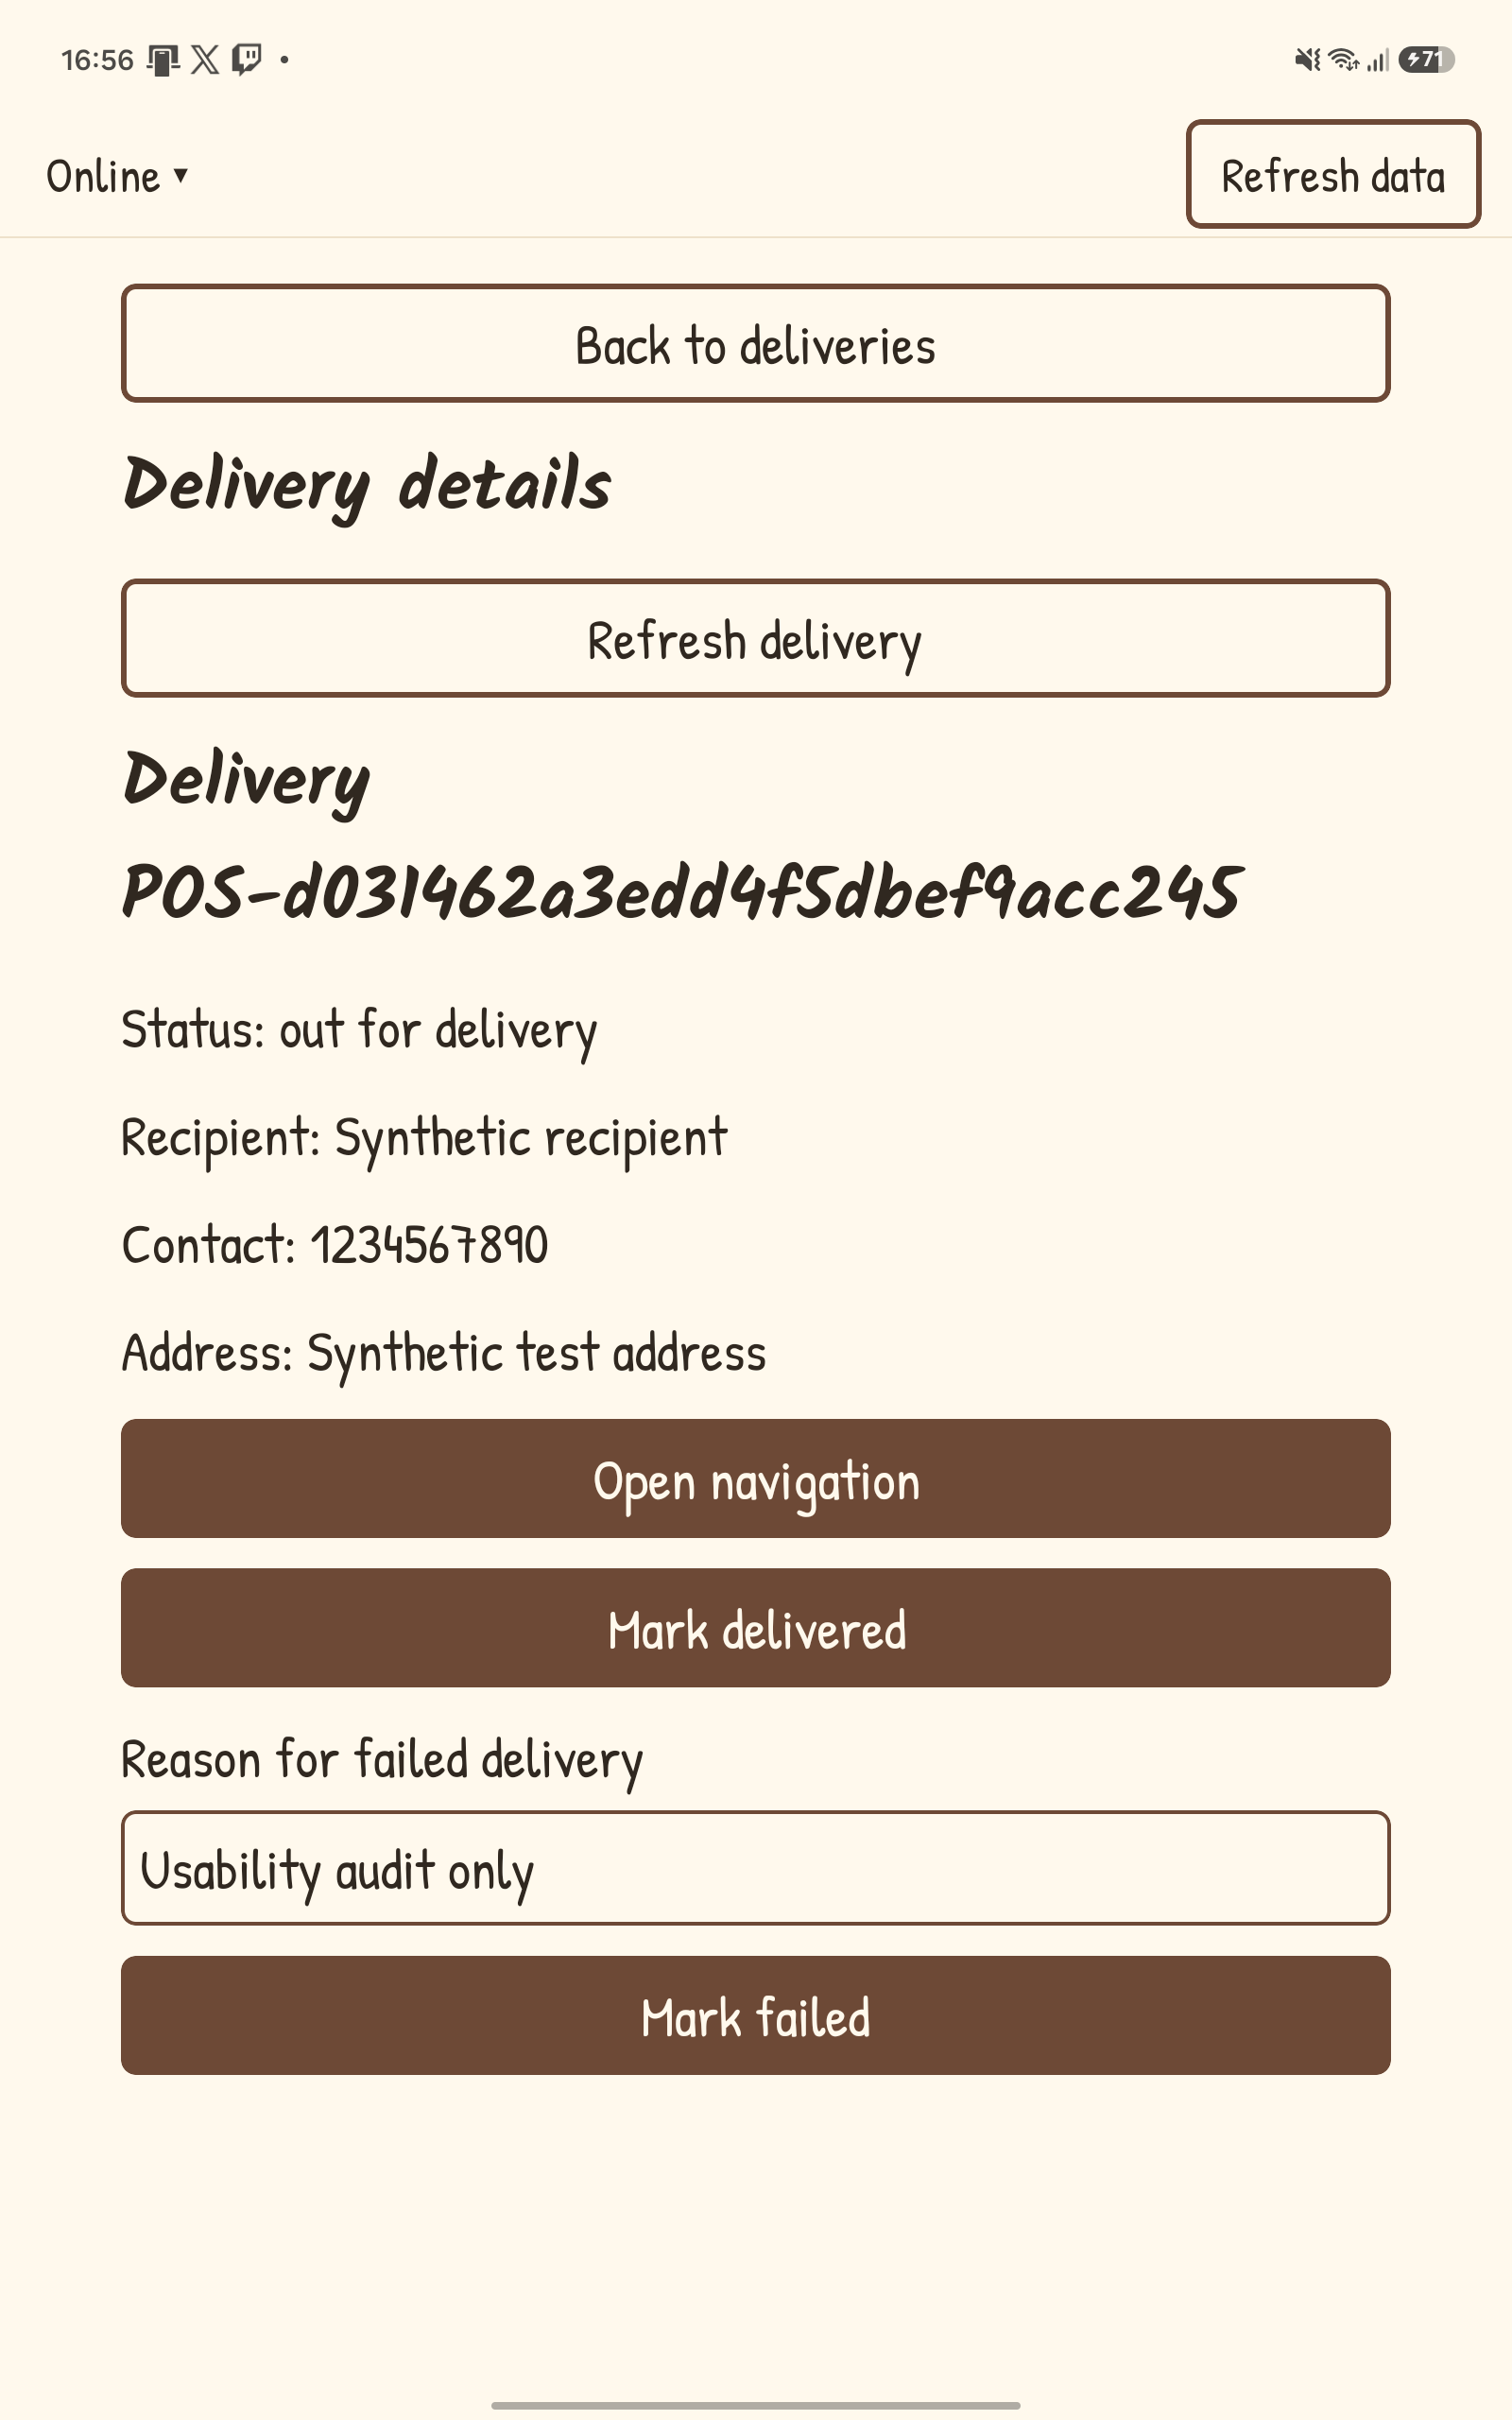 16:56
71
Online ▾
Refresh data
Back to deliveries
Delivery details
Refresh delivery
Delivery
POS-d031462a3edd4f5dbef9acc245
Status: out for delivery
Recipient: Synthetic recipient
Contact: 1234567890
Address: Synthetic test address
Open navigation
Mark delivered
Reason for failed delivery
Usability audit only
Mark failed